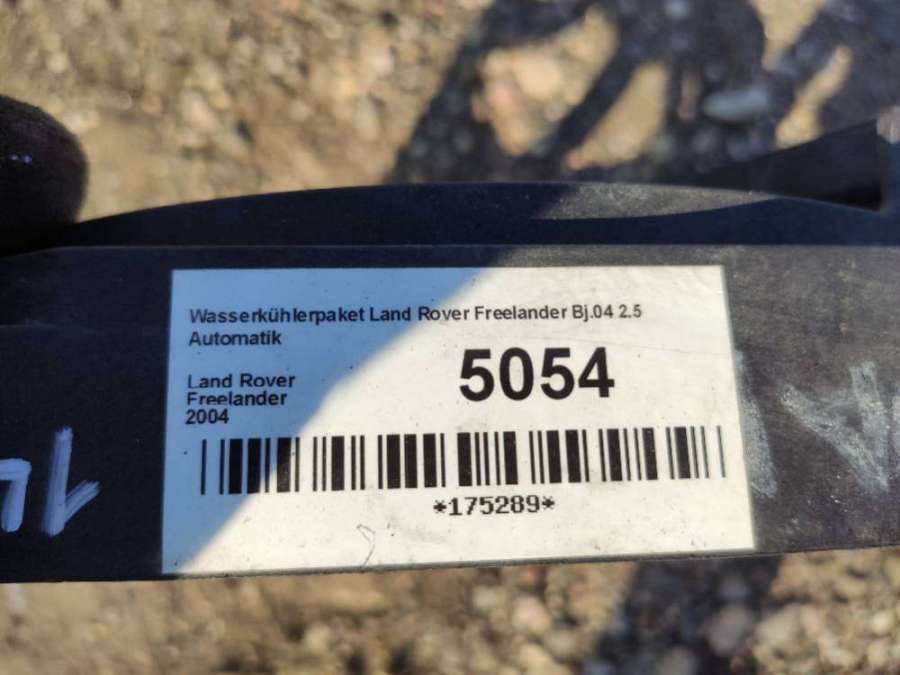 Wasserkühlerpaket Land Rover Freelander Bj.04 2.5
Automatik
5054
Land Rover
Freelander
2004
*175289*